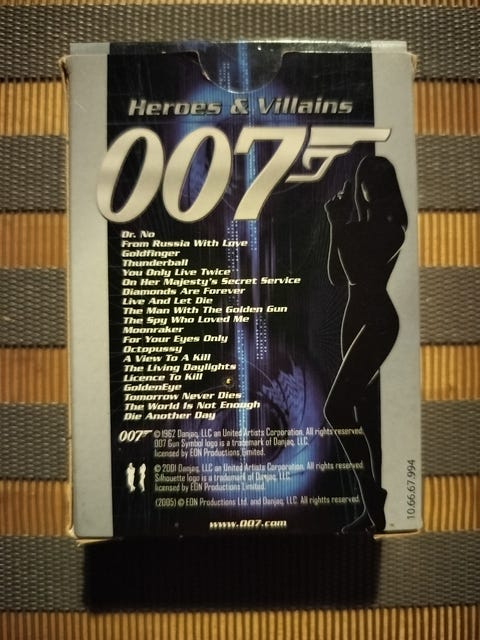 Heroes & Villains
007
Dr. No
From Russia With Love
Goldfinger
Thunderball
You Only Live Twice
On Her Majesty's Secret Service
Diamonds Are Forever
Live And Let Die
The Man With The Golden Gun
The Spy Who Loved Me
Moonraker
For Your Eyes Only
Octopussy
A View To A Kill
The Living Daylights
Licence To Kill
GoldenEye
Tomorrow Never Dies
The World Is Not Enough
Die Another Day
007 © 1962 Danjaq, LLC an United Artists Corporation. All rights reserved.
007 Gun Symbol logo is a trademark of Danjaq, LLC
licensed by EON Productions Limited.
© 2001 Danjaq, LLC an United Artists Corporation. All rights reserved.
Silhouette logo is a trademark of Danjaq, LLC
licensed by EON Productions Limited.
(2005) © EON Productions Ltd. and Danjaq, LLC. All rights reserved.
www.007.com
10.66.67.994